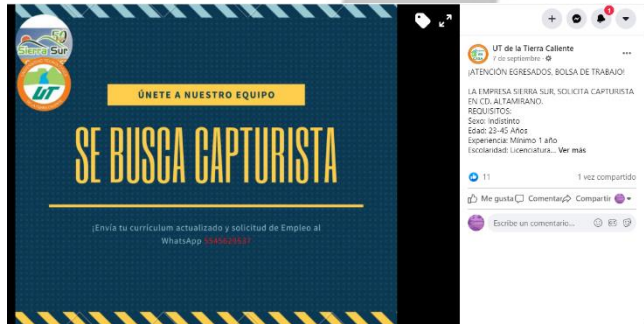 Sierra Sur
UT
ÚNETE A NUESTRO EQUIPO
SE BUSCA CAPTURISTA
¡Envía tu curriculum actualizado y solicitud de Empleo al
WhatsApp
1
UT de la Tierra Caliente
7 de septiembre
¡ATENCIÓN EGRESADOS, BOLSA DE TRABAJO!
LA EMPRESA SIERRA SUR, SOLICITA CAPTURISTA
EN CD. ALTAMIRANO.
REQUISITOS:
Sexo: Indistinto
Edad: 23-45 Años
Experiencia: Mínimo 1 año
Escolaridad: Licenciatura... Ver más
11
1 vez compartido
Me gusta
Comentar
Compartir
Escribe un comentario...